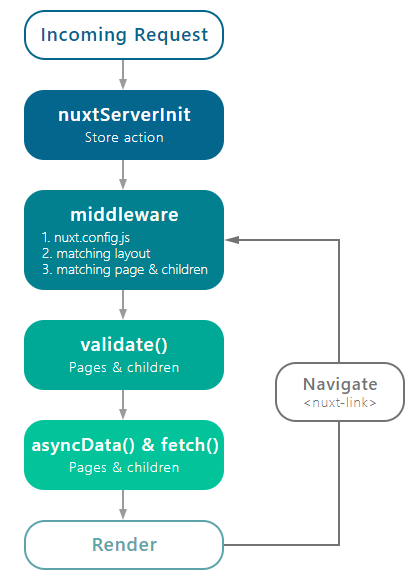 Incoming Request
nuxtServerInit
Store action
middleware
1. nuxt.config.js
2. matching layout
3. matching page & children
validate()
Pages & children
Navigate
<nuxt-link>
asyncData() & fetch()
Pages & children
Render